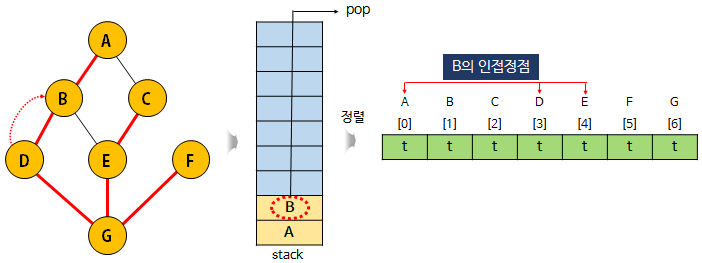 pop
A
B
C
D
E
F
G
B
A
stack
정렬
B의 인접정점
A B C D E F G
[0] [1] [2] [3] [4] [5] [6]
t t t t t t t